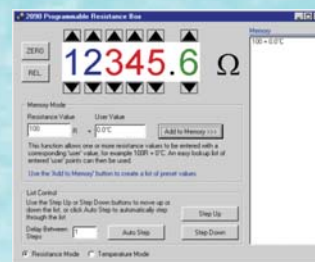 2090 Programmable Resistance Box
Memory
100 = 0.0'C
ZERO
REL.
12345.6 Ω
Memory Mode
Resistance Value
User Value
100
R
=
0.0'C
Add to Memory >>>
This function allows one or more resistance values to be entered with a
corresponding 'user' value, for example 100R = 0'C. An easy lookup list of
entered 'user' points can then be used.
Use the 'Add to Memory' button to create a list of preset values
List Control
Use the Step Up or Step Down buttons to move up or
down the list, or click Auto Step to automatically step
through the list
Step Up
Delay Between
Steps
1
Auto Step
Step Down
Resistance Mode
Temperature Mode